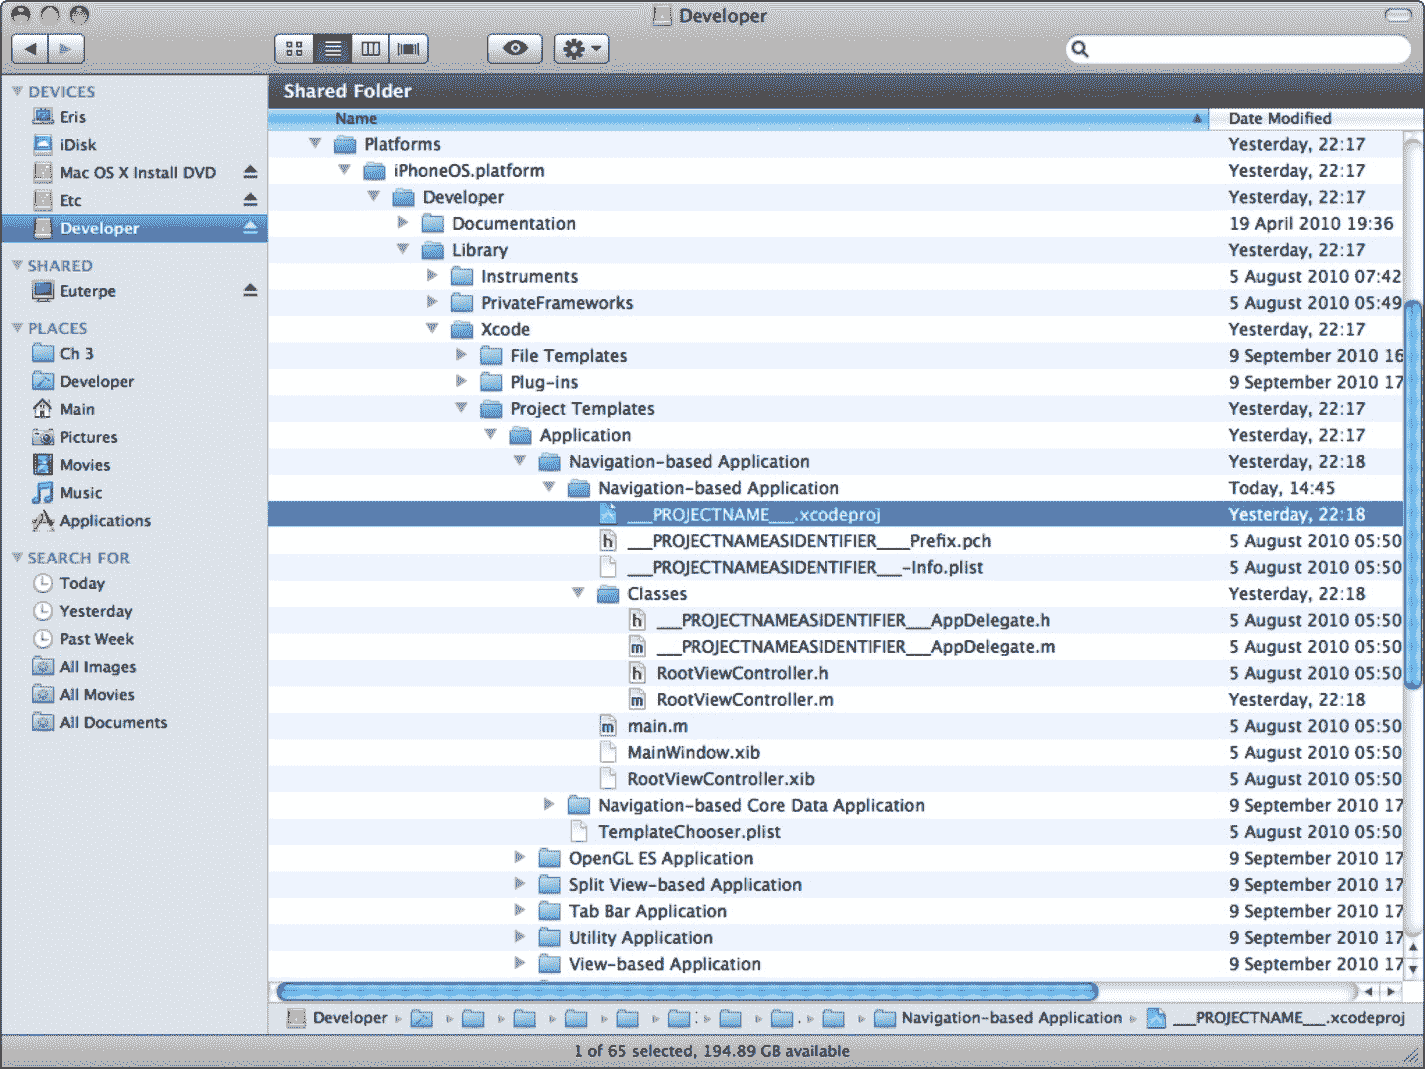 Developer
DEVICES
Eris
iDisk
Mac OS X Install DVD
Etc
Developer
SHARED
Euterpe
PLACES
Ch 3
Developer
Main
Pictures
Movies
Music
Applications
SEARCH FOR
Today
Yesterday
Past Week
All Images
All Movies
All Documents
Shared Folder
Name Date Modified
Platforms Yesterday, 22:17
iPhoneOS.platform Yesterday, 22:17
Developer Yesterday, 22:17
Documentation 19 April 2010 19:36
Library Yesterday, 22:17
Instruments 5 August 2010 07:42
PrivateFrameworks 5 August 2010 05:49
Xcode Yesterday, 22:17
File Templates 9 September 2010 16
Plug-ins 9 September 2010 17
Project Templates Yesterday, 22:17
Application Yesterday, 22:17
Navigation-based Application Yesterday, 22:18
Navigation-based Application Today, 14:45
___PROJECTNAME___.xcodeproj Yesterday, 22:18
___PROJECTNAMEASIDENTIFIER____Prefix.pch 5 August 2010 05:50
___PROJECTNAMEASIDENTIFIER___-Info.plist 5 August 2010 05:50
Classes Yesterday, 22:18
___PROJECTNAMEASIDENTIFIER___AppDelegate.h 5 August 2010 05:50
___PROJECTNAMEASIDENTIFIER___AppDelegate.m 5 August 2010 05:50
RootViewController.h 5 August 2010 05:50
RootViewController.m Yesterday, 22:18
main.m 5 August 2010 05:50
MainWindow.xib 5 August 2010 05:50
RootViewController.xib 5 August 2010 05:50
Navigation-based Core Data Application 9 September 2010 17
TemplateChooser.plist 5 August 2010 05:50
OpenGL ES Application 9 September 2010 17
Split View-based Application 9 September 2010 17
Tab Bar Application 9 September 2010 17
Utility Application 9 September 2010 17
View-based Application 9 September 2010 17
Developer Navigation-based Application ___PROJECTNAME___.xcodeproj
1 of 65 selected, 194.89 GB available